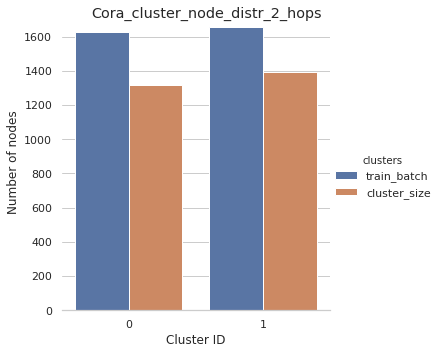 Cora_cluster_node_distr_2_hops
Number of nodes
1600
1400
1200
1000
800
600
400
200
0
0 1
Cluster ID
clusters
train_batch
cluster_size